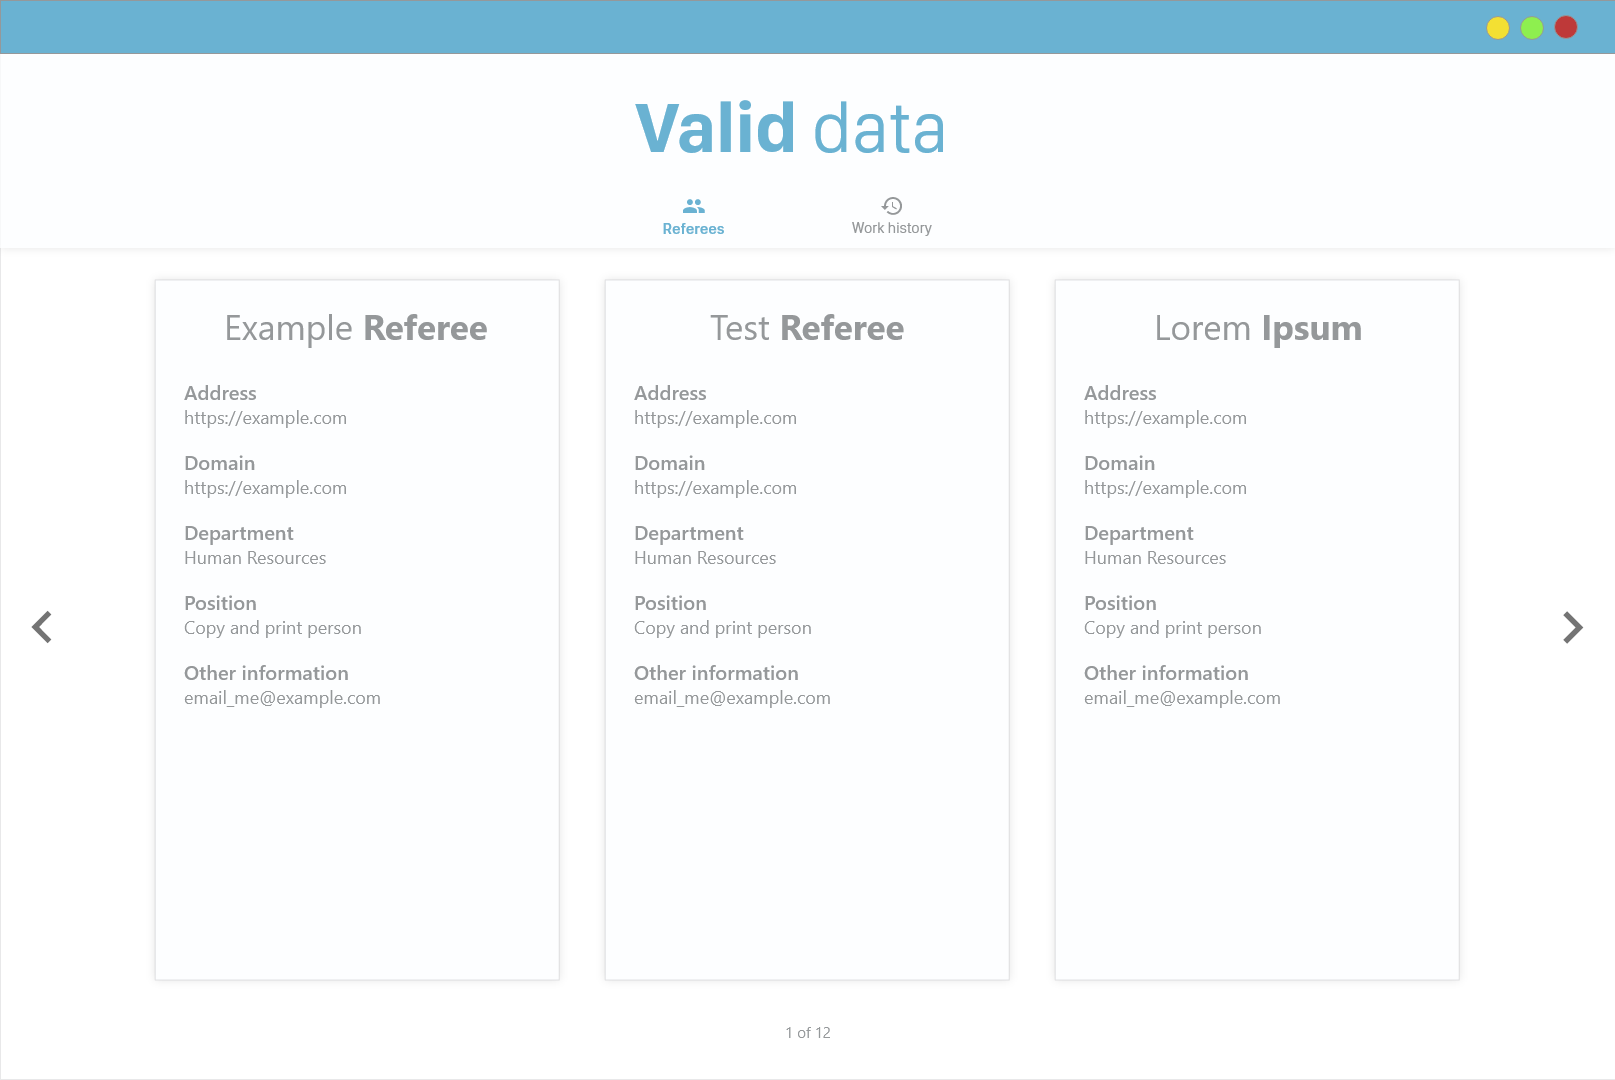 Valid data
Referees
Work history
Example Referee
Address
https://example.com
Domain
https://example.com
Department
Human Resources
Position
Copy and print person
Other information
email_me@example.com
Test Referee
Address
https://example.com
Domain
https://example.com
Department
Human Resources
Position
Copy and print person
Other information
email_me@example.com
Lorem Ipsum
Address
https://example.com
Domain
https://example.com
Department
Human Resources
Position
Copy and print person
Other information
email_me@example.com
1 of 12